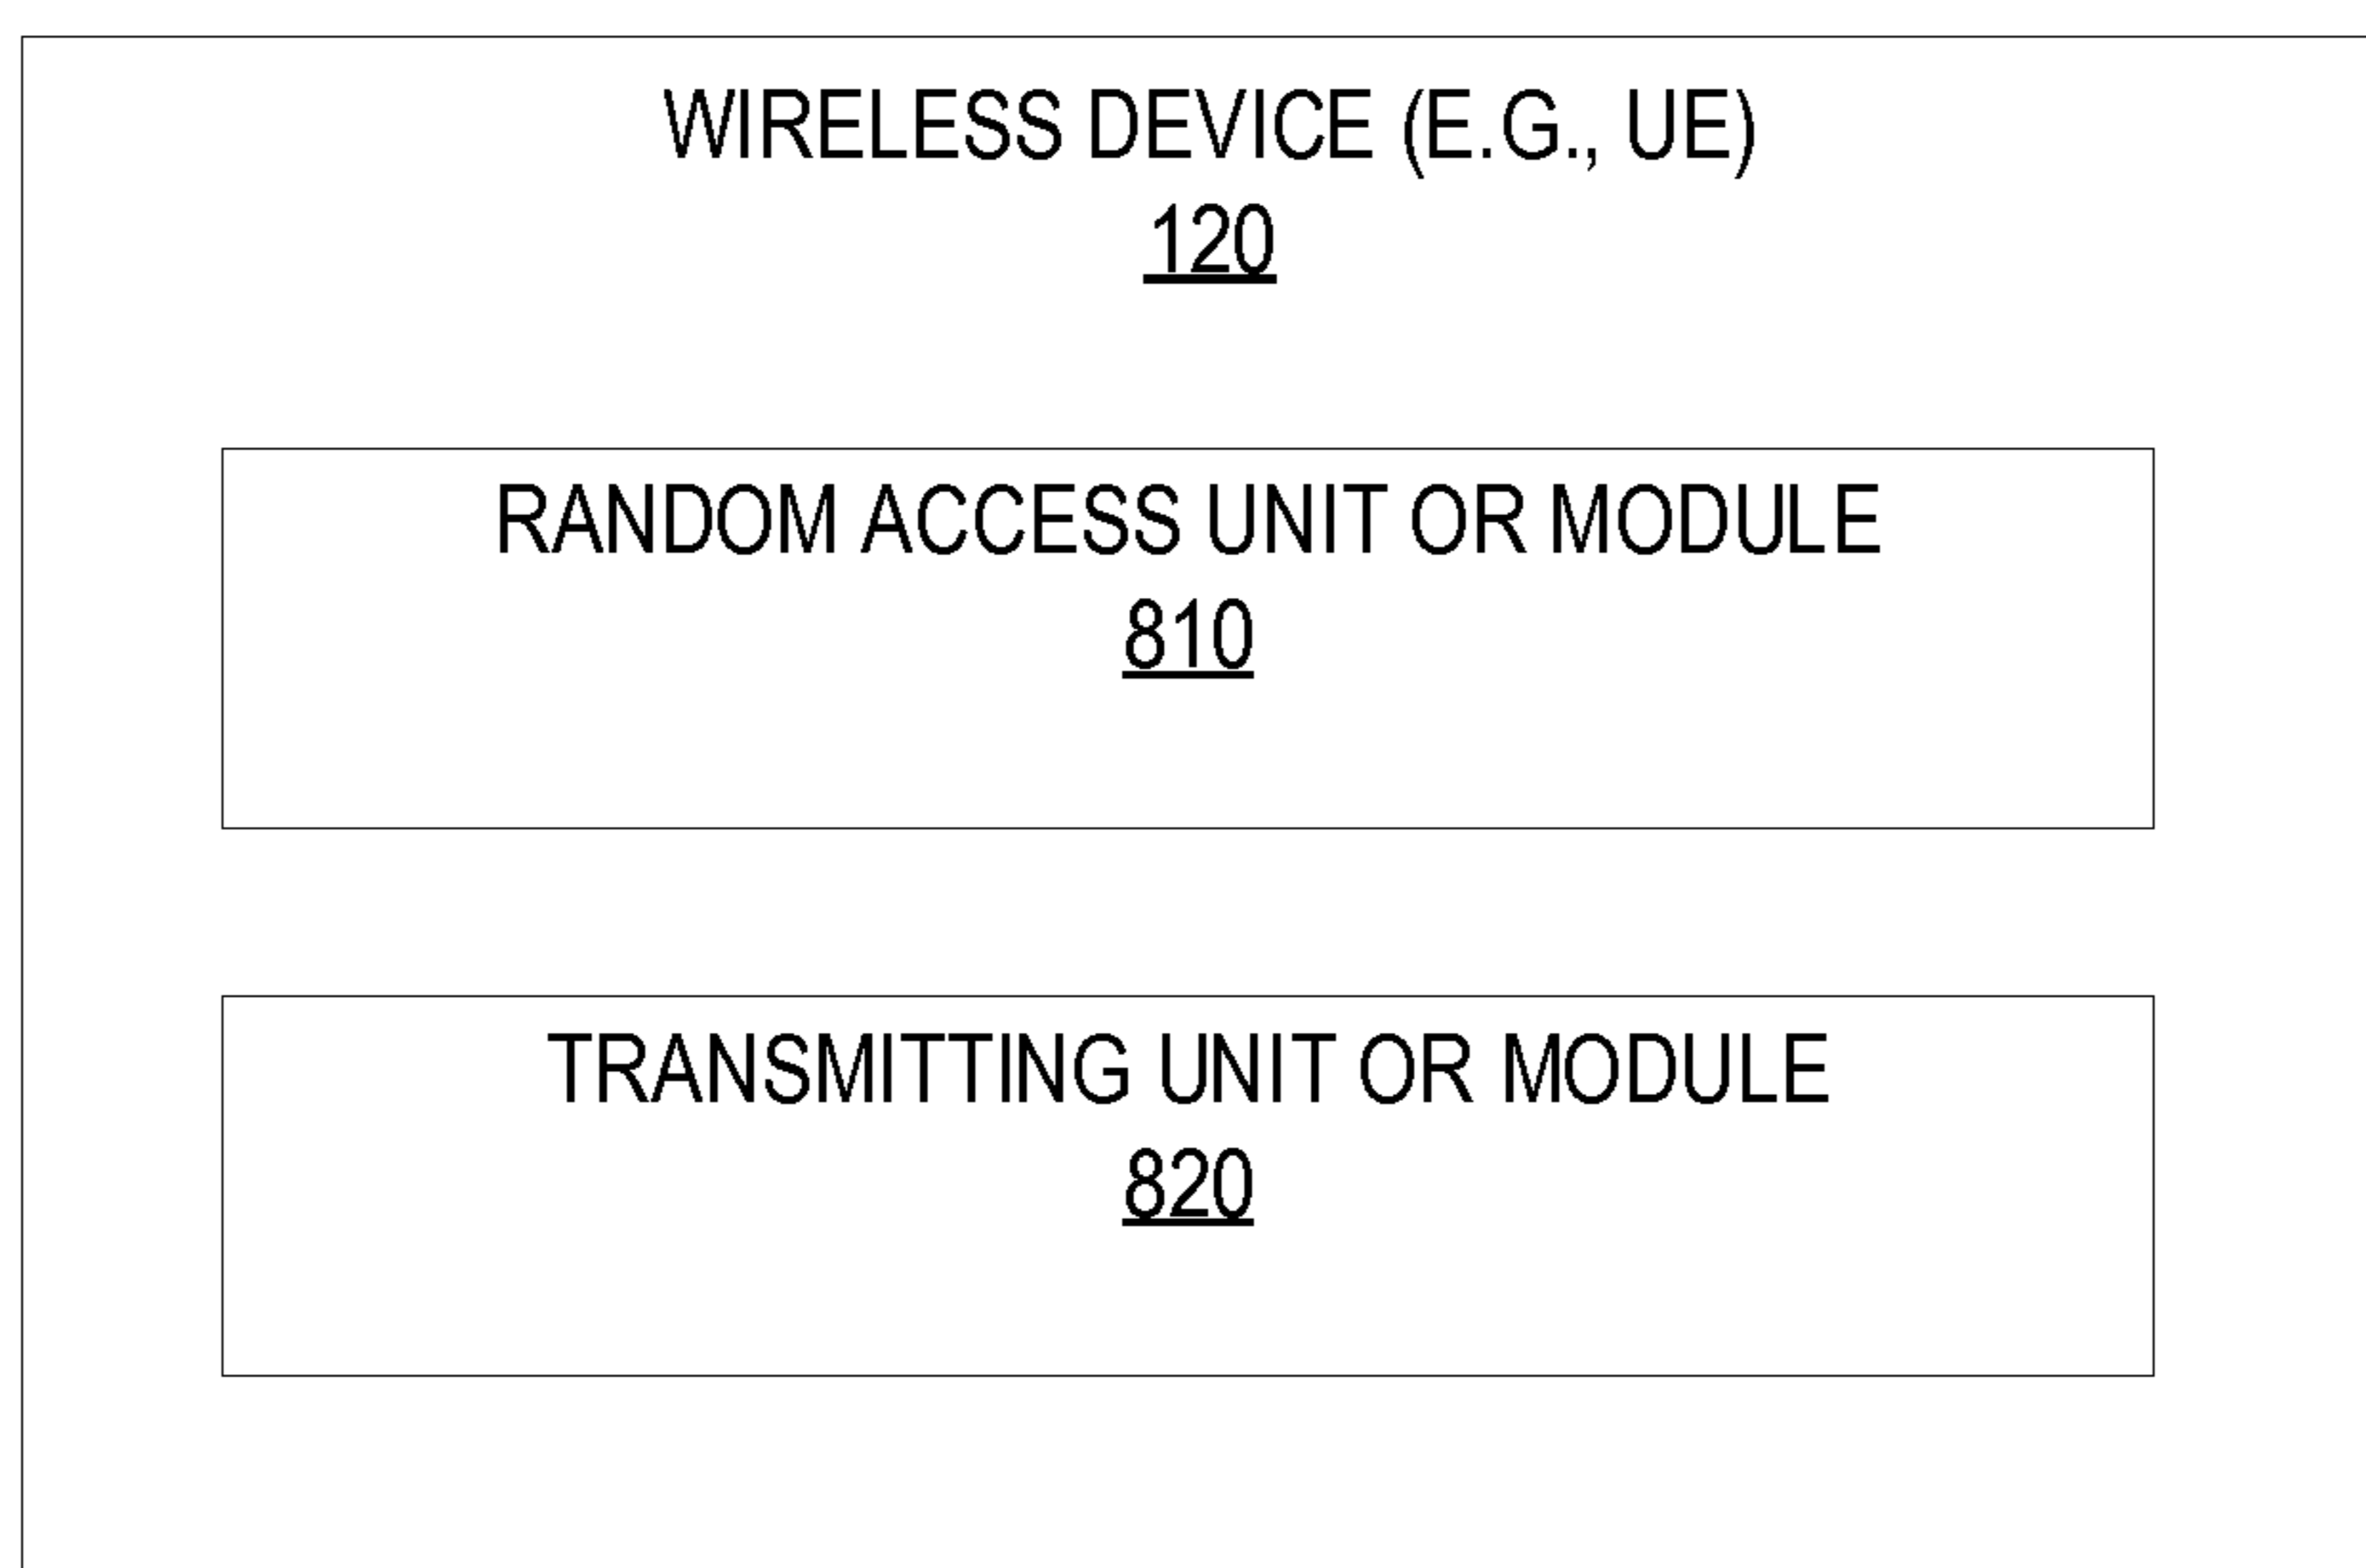 WIRELESS DEVICE (E.G., UE)
120
RANDOM ACCESS UNIT OR MODULE
810
TRANSMITTING UNIT OR MODULE
820